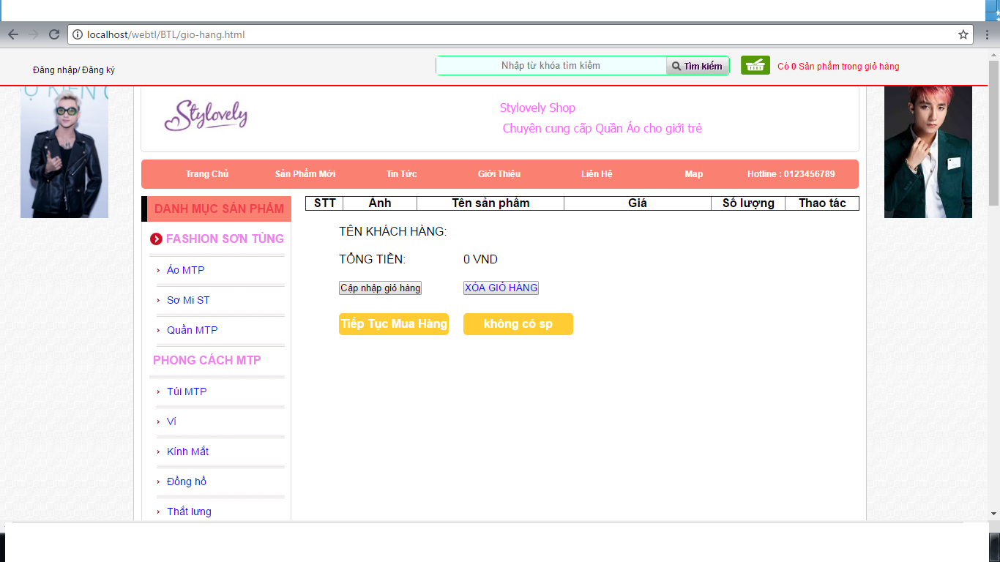 localhost/webtl/BTL/gio-hang.html
Đăng nhập/ Đăng ký
Nhập từ khóa tìm kiếm
Tìm kiếm
Có 0 Sản phẩm trong giỏ hàng
Stylovely
Stylovely Shop
Chuyên cung cấp Quần Áo cho giới trẻ
Trang Chủ Sản Phẩm Mới Tin Tức Giới Thiệu Liên Hệ Map Hotline : 0123456789
DANH MỤC SẢN PHẨM
FASHION SƠN TÙNG
Áo MTP
Sơ Mi ST
Quần MTP
PHONG CÁCH MTP
Túi MTP
Ví
Kính Mắt
Đồng hồ
Thắt lưng
STT Ảnh Tên sản phẩm Giá Số lượng Thao tác
TÊN KHÁCH HÀNG:
TỔNG TIỀN: 0 VND
Cập nhập giỏ hàng XÓA GIỎ HÀNG
Tiếp Tục Mua Hàng không có sp